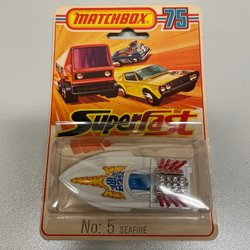 MATCHBOX 75
Superfast
No: 5 SEAFIRE